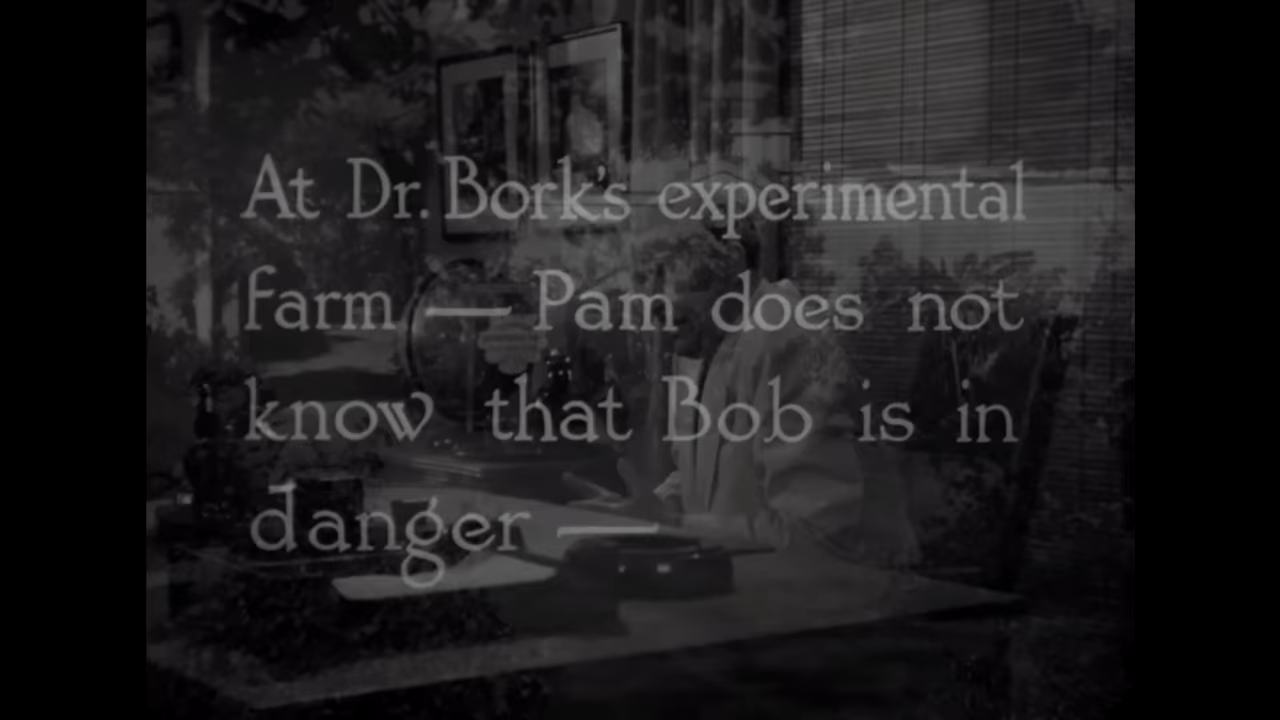 At Dr. Bork's experimental
farm — Pam does not
know that Bob is in
danger —